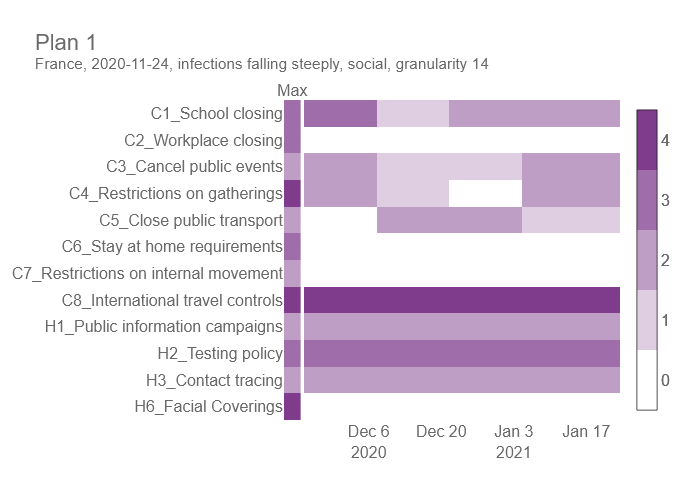 Plan 1
France, 2020-11-24, infections falling steeply, social, granularity 14
Max
C1_School closing
C2_Workplace closing
C3_Cancel public events
C4_Restrictions on gatherings
C5_Close public transport
C6_Stay at home requirements
C7_Restrictions on internal movement
C8_International travel controls
H1_Public information campaigns
H2_Testing policy
H3_Contact tracing
H6_Facial Coverings
Dec 6 Dec 20 Jan 3 Jan 17
2020 2021
4
3
2
1
0